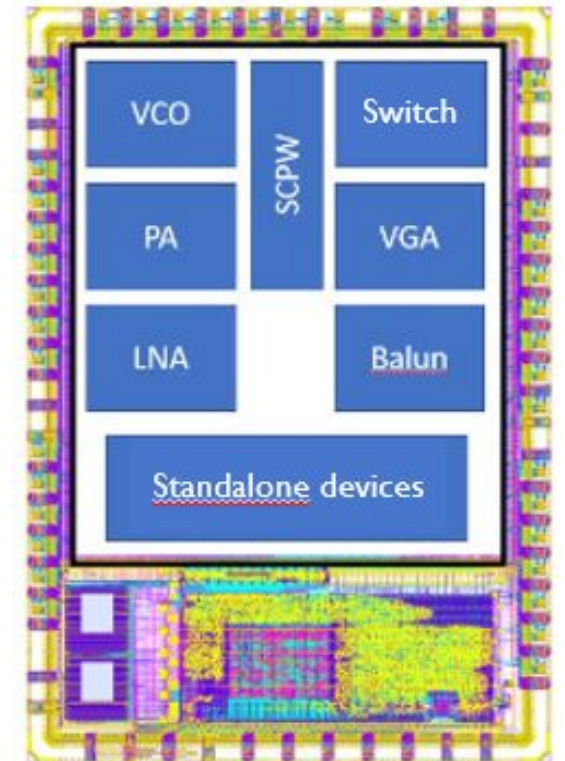 VCO
SCPW
Switch
PA
VGA
LNA
Balun
Standalone devices